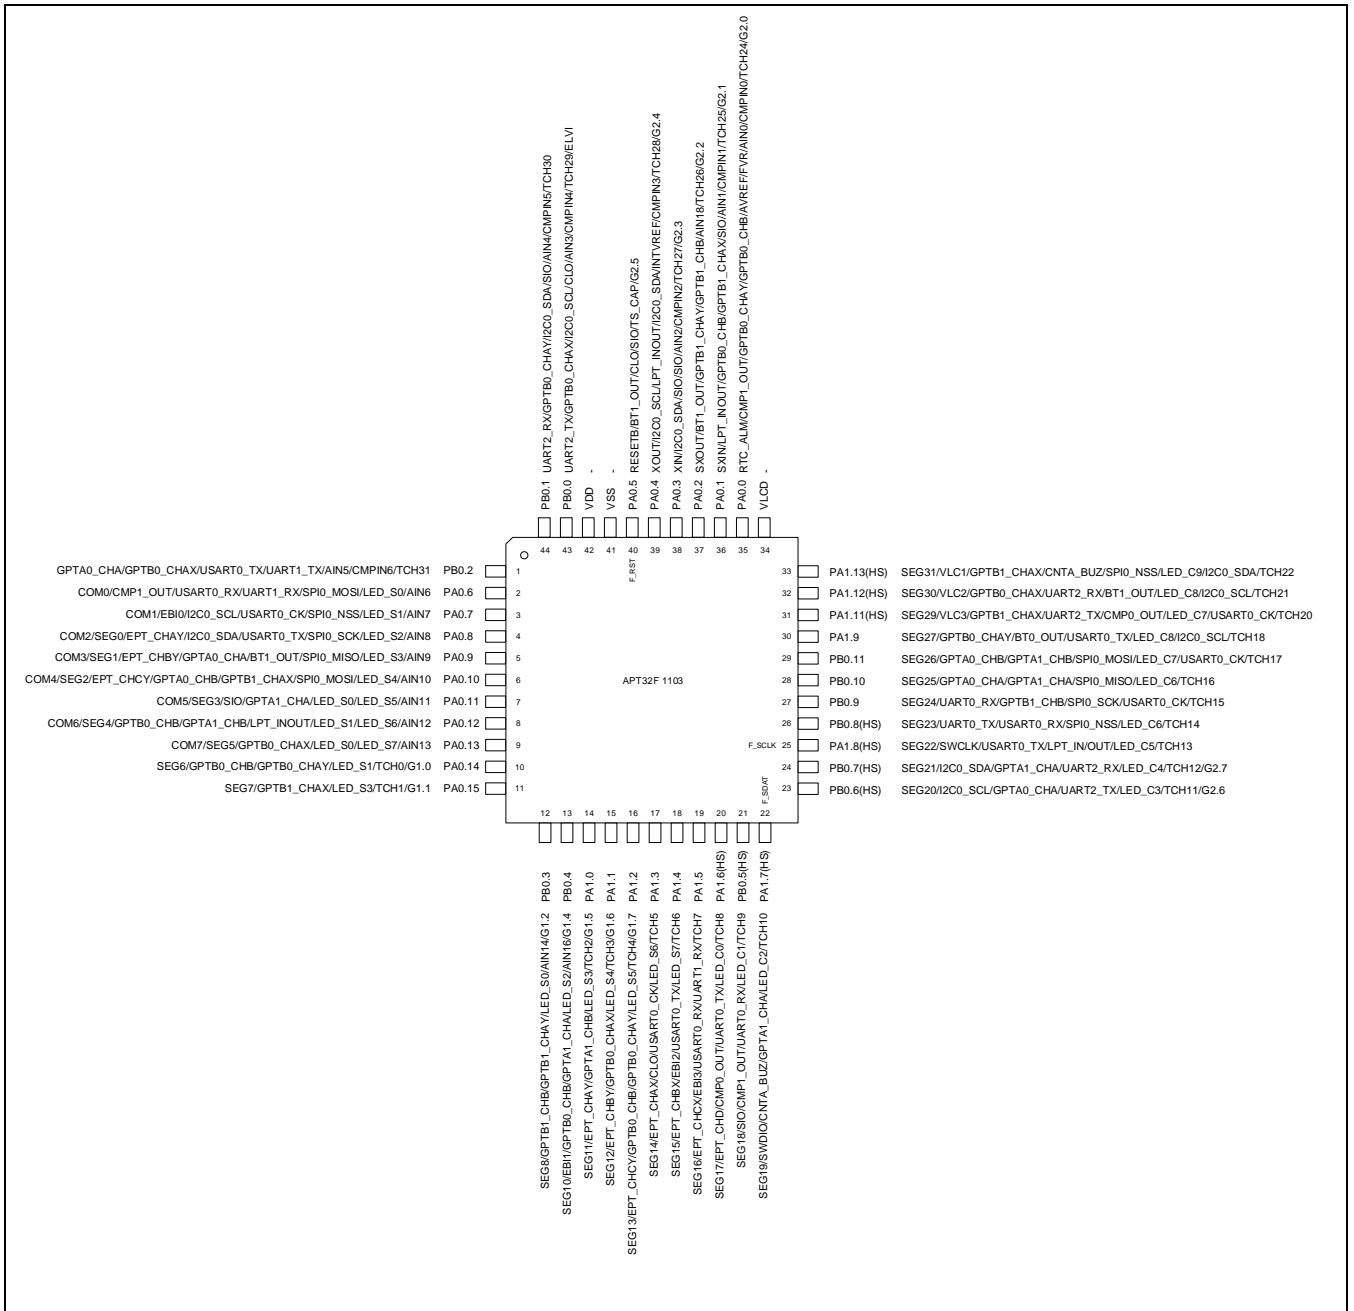 PB0.1 UART2_RX/GPTB0_CHAY/I2C0_SDA/SIO/AIN4/CMPIN5/TCH30
PB0.0 UART2_TX/GPTB0_CHAX/I2C0_SCL/CLO/AIN3/CMPIN4/TCH29/ELVI
VDD -
VSS -
PA0.5 RESETB/BT1_OUT/CLO/SIO/TS_CAP/G2.5
PA0.4 XOUT/I2C0_SCL/LPT_INOUT/I2C0_SDA/INTVREF/CMPIN3/TCH28/G2.4
PA0.3 XIN/I2C0_SDA/SIO/SIO/AIN2/CMPIN2/TCH27/G2.3
PA0.2 SXOUT/BT1_OUT/GPTB1_CHAY/GPTB1_CHB/AIN18/TCH26/G2.2
PA0.1 SXIN/LPT_INOUT/GPTB0_CHB/GPTB1_CHAX/SIO/AIN1/CMPIN1/TCH25/G2.1
PA0.0 RTC_ALM/CMP1_OUT/GPTB0_CHAY/GPTB0_CHB/AVREF/FVR/AIN0/CMPIN0/TCH24/G2.0
VLCD -
44 43 42 41 40 39 38 37 36 35 34
F_RST
GPTA0_CHA/GPTB0_CHAX/USART0_TX/UART1_TX/AIN5/CMPIN6/TCH31 PB0.2 1
COM0/CMP1_OUT/USART0_RX/UART1_RX/SPI0_MOSI/LED_S0/AIN6 PA0.6 2
COM1/EBI0/I2C0_SCL/USART0_CK/SPI0_NSS/LED_S1/AIN7 PA0.7 3
COM2/SEG0/EPT_CHAY/I2C0_SDA/USART0_TX/SPI0_SCK/LED_S2/AIN8 PA0.8 4
COM3/SEG1/EPT_CHBY/GPTA0_CHA/BT1_OUT/SPI0_MISO/LED_S3/AIN9 PA0.9 5
COM4/SEG2/EPT_CHCY/GPTA0_CHB/GPTB1_CHAX/SPI0_MOSI/LED_S4/AIN10 PA0.10 6
COM5/SEG3/SIO/GPTA1_CHA/LED_S0/LED_S5/AIN11 PA0.11 7
COM6/SEG4/GPTB0_CHB/GPTA1_CHB/LPT_INOUT/LED_S1/LED_S6/AIN12 PA0.12 8
COM7/SEG5/GPTB0_CHAX/LED_S0/LED_S7/AIN13 PA0.13 9
SEG6/GPTB0_CHB/GPTB0_CHAY/LED_S1/TCH0/G1.0 PA0.14 10
SEG7/GPTB1_CHAX/LED_S3/TCH1/G1.1 PA0.15 11
APT32F 1103
33 PA1.13(HS) SEG31/VLC1/GPTB1_CHAX/CNTA_BUZ/SPI0_NSS/LED_C9/I2C0_SDA/TCH22
32 PA1.12(HS) SEG30/VLC2/GPTB0_CHAX/UART2_RX/BT1_OUT/LED_C8/I2C0_SCL/TCH21
31 PA1.11(HS) SEG29/VLC3/GPTB1_CHAX/UART2_TX/CMP0_OUT/LED_C7/USART0_CK/TCH20
30 PA1.9 SEG27/GPTB0_CHAY/BT0_OUT/USART0_TX/LED_C8/I2C0_SCL/TCH18
29 PB0.11 SEG26/GPTA0_CHB/GPTA1_CHB/SPI0_MOSI/LED_C7/USART0_CK/TCH17
28 PB0.10 SEG25/GPTA0_CHA/GPTA1_CHA/SPI0_MISO/LED_C6/TCH16
27 PB0.9 SEG24/UART0_RX/GPTB1_CHB/SPI0_SCK/USART0_CK/TCH15
26 PB0.8(HS) SEG23/UART0_TX/USART0_RX/SPI0_NSS/LED_C6/TCH14
F_SCLK 25 PA1.8(HS) SEG22/SWCLK/USART0_TX/LPT_IN/OUT/LED_C5/TCH13
24 PB0.7(HS) SEG21/I2C0_SDA/GPTA1_CHA/UART2_RX/LED_C4/TCH12/G2.7
23 PB0.6(HS) SEG20/I2C0_SCL/GPTA0_CHA/UART2_TX/LED_C3/TCH11/G2.6
F_SDAT
12 13 14 15 16 17 18 19 20 21 22
SEG8/GPTB1_CHB/GPTB1_CHAY/LED_S0/AIN14/G1.2 PB0.3
SEG10/EBI1/GPTB0_CHB/GPTA1_CHA/LED_S2/AIN16/G1.4 PB0.4
SEG11/EPT_CHAY/GPTA1_CHB/LED_S3/TCH2/G1.5 PA1.0
SEG12/EPT_CHBY/GPTB0_CHAX/LED_S4/TCH3/G1.6 PA1.1
SEG13/EPT_CHCY/GPTB0_CHB/GPTB0_CHAY/LED_S5/TCH4/G1.7 PA1.2
SEG14/EPT_CHAX/CLO/USART0_CK/LED_S6/TCH5 PA1.3
SEG15/EPT_CHBX/EBI2/USART0_TX/LED_S7/TCH6 PA1.4
SEG16/EPT_CHCX/EBI3/USART0_RX/UART1_RX/TCH7 PA1.5
SEG17/EPT_CHD/CMP0_OUT/UART0_TX/LED_C0/TCH8 PA1.6(HS)
SEG18/SIO/CMP1_OUT/UART0_RX/LED_C1/TCH9 PB0.5(HS)
SEG19/SWDIO/CNTA_BUZ/GPTA1_CHA/LED_C2/TCH10 PA1.7(HS)